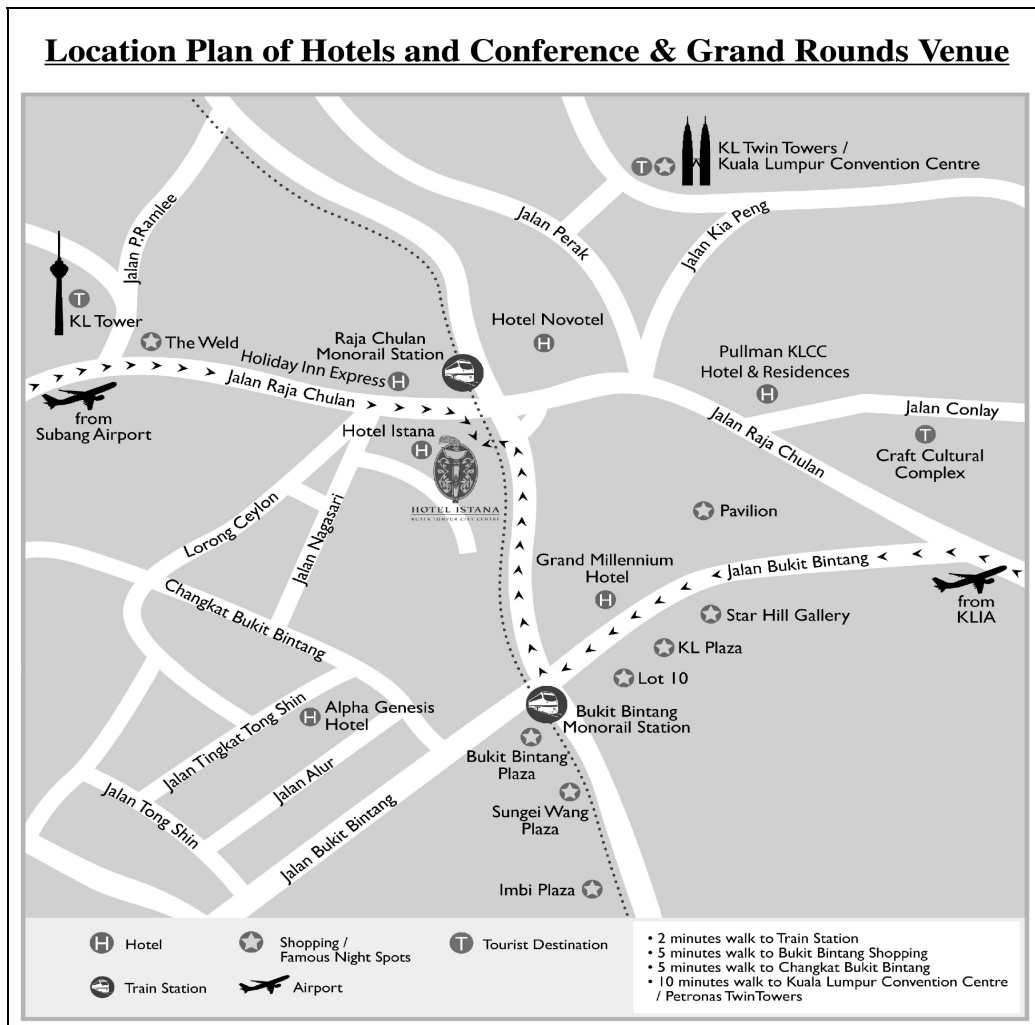 Location Plan of Hotels and Conference & Grand Rounds Venue
KL Twin Towers /
Kuala Lumpur Convention Centre
T
Jalan P.Ramlee
Jalan Perak
Jalan Kia Peng
T
KL Tower
The Weld
Raja Chulan
Monorail Station
Hotel Novotel
H
Holiday Inn Express
H
Pullman KLCC
Hotel & Residences
H
Jalan Raja Chulan
from
Subang Airport
Hotel Istana
H
HOTEL ISTANA
KUALA LUMPUR CITY CENTRE
Jalan Raja Chulan
Jalan Conlay
T
Craft Cultural
Complex
Lorong Ceylon
Jalan Nagasari
Pavilion
Grand Millennium
Hotel
H
Jalan Bukit Bintang
from
KLIA
Changkat Bukit Bintang
Star Hill Gallery
KL Plaza
Lot 10
H
Alpha Genesis
Hotel
Bukit Bintang
Monorail Station
Jalan Tingkat Tong Shin
Bukit Bintang
Plaza
Jalan Alur
Sungei Wang
Plaza
Jalan Tong Shin
Jalan Bukit Bintang
Imbi Plaza
H Hotel
Shopping /
Famous Night Spots
T Tourist Destination
Train Station
Airport
• 2 minutes walk to Train Station
• 5 minutes walk to Bukit Bintang Shopping
• 5 minutes walk to Changkat Bukit Bintang
• 10 minutes walk to Kuala Lumpur Convention Centre
/ Petronas TwinTowers